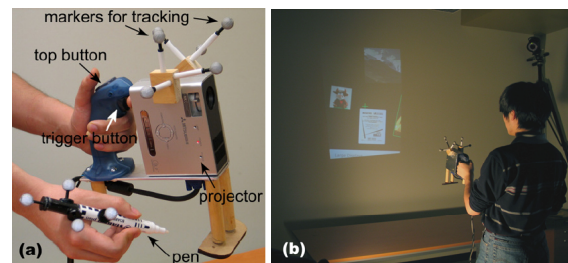 markers for tracking
top button
trigger button
projector
pen
(a)
(b)